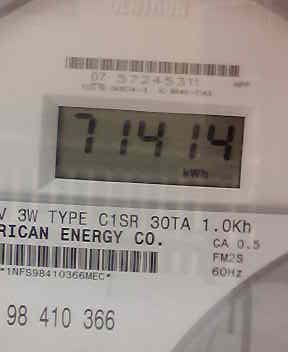 CENTRON
07 57245311
71414
kWh
V 3W TYPE C1SR 30TA 1.0Kh
RICAN ENERGY CO.
CA 0.5
FM2S
60Hz
*1NFS98410366MEC*
98 410 366